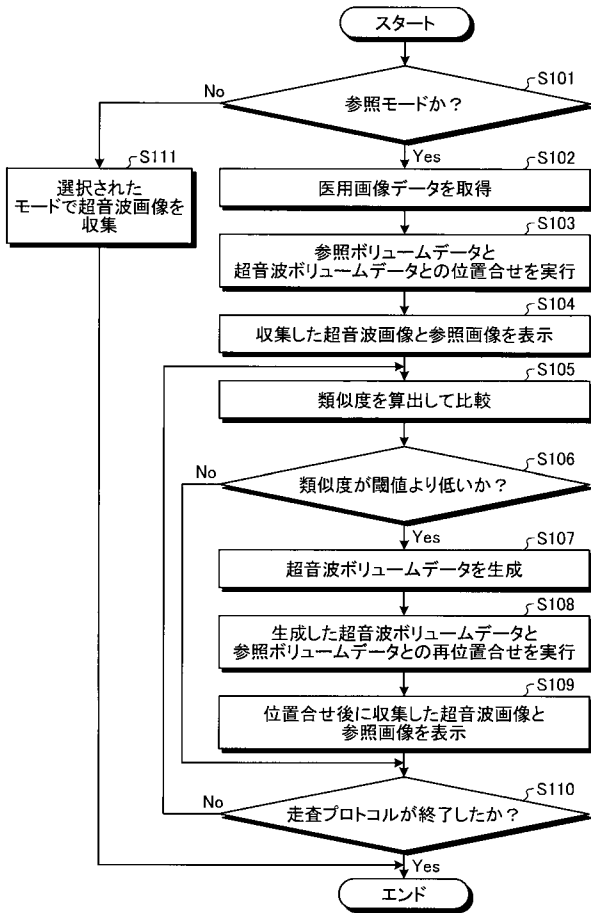 スタート
S101
参照モードか？
No
Yes
S111
選択された
モードで超音波画像を
収集
S102
医用画像データを取得
S103
参照ボリュームデータと
超音波ボリュームデータとの位置合せを実行
S104
収集した超音波画像と参照画像を表示
S105
類似度を算出して比較
S106
類似度が閾値より低いか？
No
Yes
S107
超音波ボリュームデータを生成
S108
生成した超音波ボリュームデータと
参照ボリュームデータとの再位置合せを実行
S109
位置合せ後に収集した超音波画像と
参照画像を表示
S110
走査プロトコルが終了したか？
No
Yes
エンド